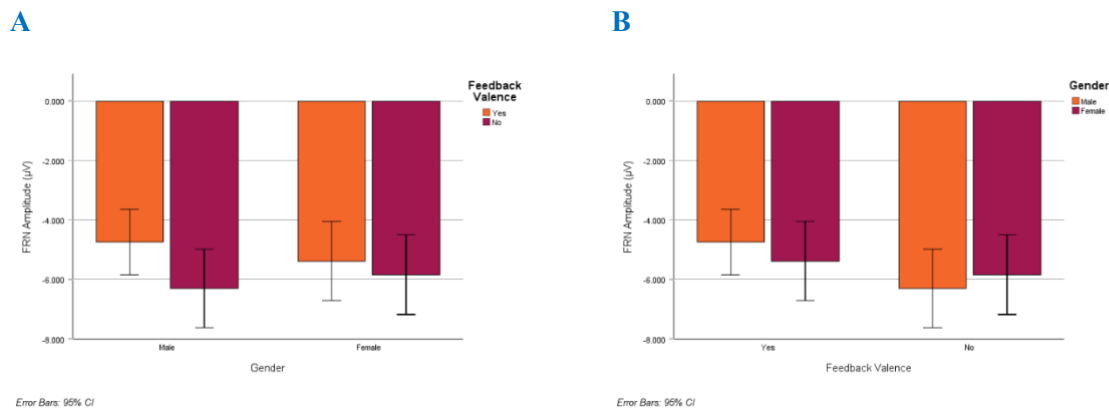 A
B
Feedback
Valence
Yes
No
0.000
-2.000
-4.000
-6.000
-8.000
FRN Amplitude (µV)
Male
Female
Gender
Error Bars: 95% CI
Gender
Male
Female
0.000
-2.000
-4.000
-6.000
-8.000
FRN Amplitude (µV)
Yes
No
Feedback Valence
Error Bars: 95% CI